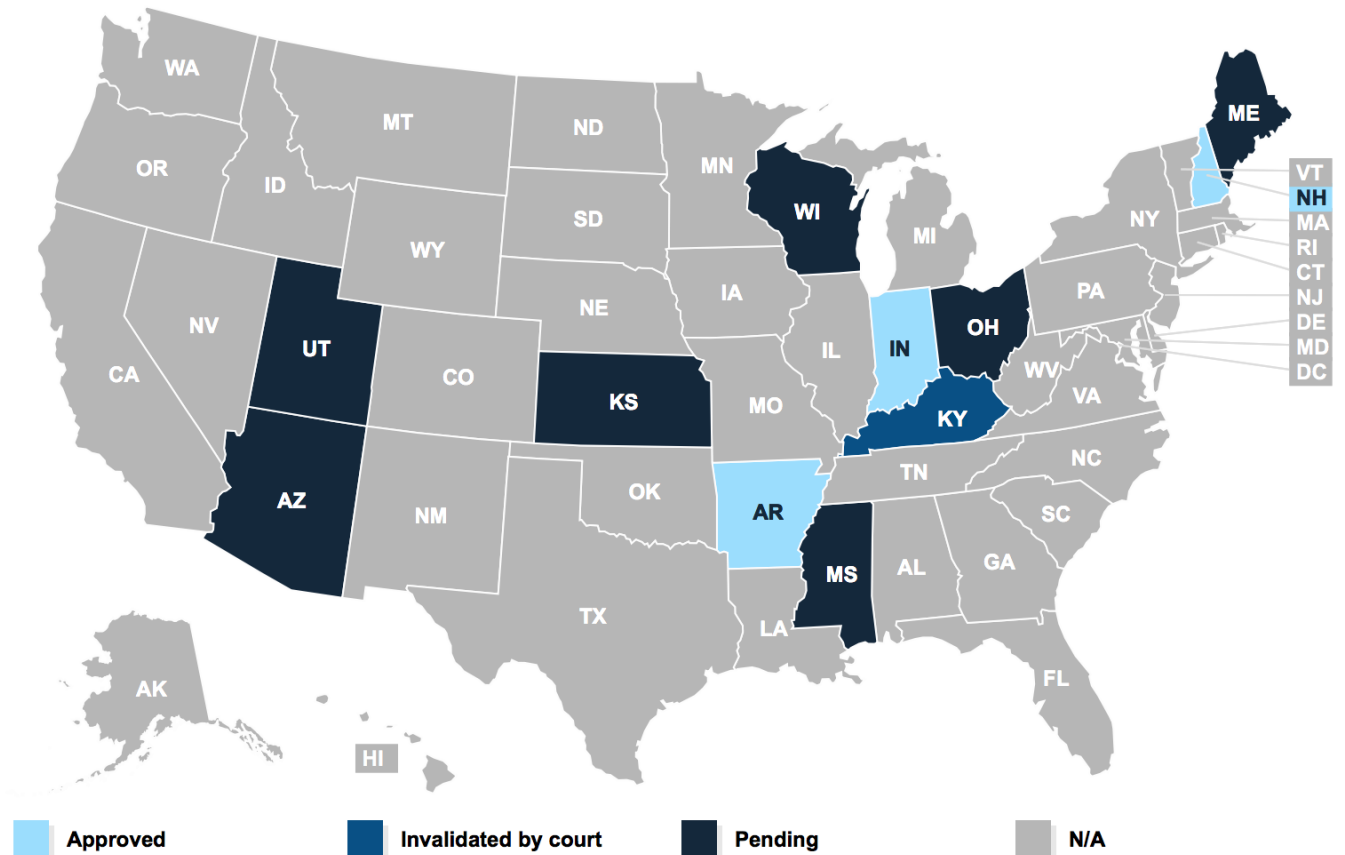 WA
MT
ND
MN
ME
OR
ID
SD
WI
VT
NH
WY
MI
NY
MA
RI
CT
IA
PA
NJ
NE
DE
NV
UT
OH
MD
IL
IN
DC
CA
CO
WV
KS
MO
VA
KY
TN
NC
AZ
NM
OK
AR
SC
MS
AL
GA
TX
LA
AK
FL
HI
Approved
Invalidated by court
Pending
N/A